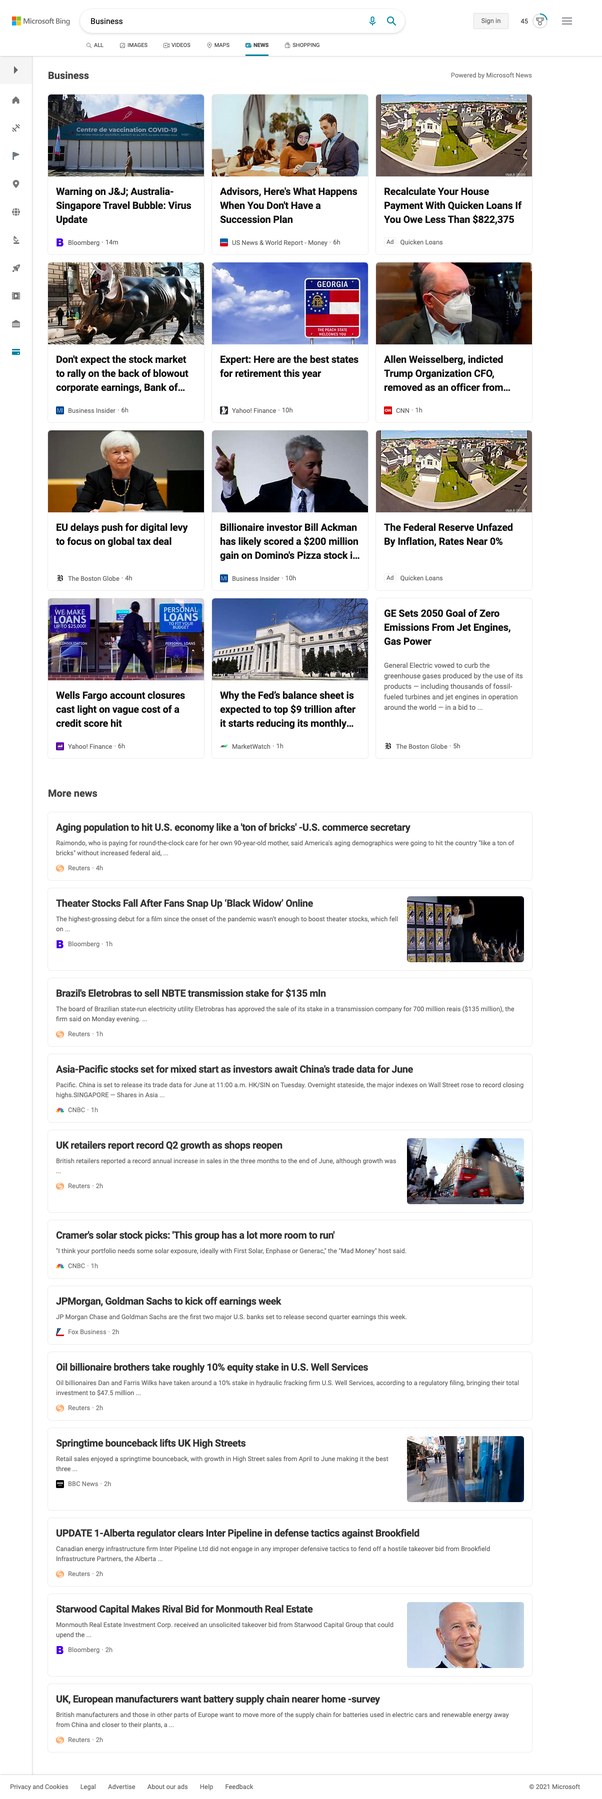 Microsoft Bing
Business
Sign in
45
ALL
IMAGES
VIDEOS
MAPS
NEWS
SHOPPING
Business
Powered by Microsoft News
Centre de vaccination COVID-19
Warning on J&J; Australia-
Singapore Travel Bubble: Virus
Update
Bloomberg · 14m
Advisors, Here's What Happens
When You Don't Have a
Succession Plan
US News & World Report - Money · 6h
Recalculate Your House
Payment With Quicken Loans If
You Owe Less Than $822,375
Ad Quicken Loans
Don't expect the stock market
to rally on the back of blowout
corporate earnings, Bank of...
Business Insider · 6h
GEORGIA
THE PEACH STATE
WELCOMES YOU
Expert: Here are the best states
for retirement this year
Yahoo! Finance · 10h
Allen Weisselberg, indicted
Trump Organization CFO,
removed as an officer from...
CNN · 1h
EU delays push for digital levy
to focus on global tax deal
The Boston Globe · 4h
Billionaire investor Bill Ackman
has likely scored a $200 million
gain on Domino's Pizza stock i...
Business Insider · 10h
The Federal Reserve Unfazed
By Inflation, Rates Near 0%
Ad Quicken Loans
WE MAKE
LOANS
UP TO $25,000!
PERSONAL
LOANS
TO FIT YOUR
BUDGET
Wells Fargo account closures
cast light on vague cost of a
credit score hit
Yahoo! Finance · 6h
Why the Fed's balance sheet is
expected to top $9 trillion after
it starts reducing its monthly...
MarketWatch · 1h
GE Sets 2050 Goal of Zero
Emissions From Jet Engines,
Gas Power
General Electric vowed to curb the
greenhouse gases produced by the use of its
products — including thousands of fossil-
fueled turbines and jet engines in operation
around the world — in a bid to ...
The Boston Globe · 5h
More news
Aging population to hit U.S. economy like a 'ton of bricks' -U.S. commerce secretary
Raimondo, who is paying for round-the-clock care for her own 90-year-old mother, said America's aging demographics were going to hit the country "like a ton of
bricks" without increased federal aid, ...
Reuters · 4h
Theater Stocks Fall After Fans Snap Up 'Black Widow' Online
The highest-grossing debut for a film since the onset of the pandemic wasn't enough to boost theater stocks, which fell
on ...
Bloomberg · 1h
Brazil's Eletrobras to sell NBTE transmission stake for $135 mln
The board of Brazilian state-run electricity utility Eletrobras has approved the sale of its stake in a transmission company for 700 million reais ($135 million), the
firm said on Monday evening. ...
Reuters · 1h
Asia-Pacific stocks set for mixed start as investors await China's trade data for June
Pacific. China is set to release its trade data for June at 11:00 a.m. HK/SIN on Tuesday. Overnight stateside, the major indexes on Wall Street rose to record closing
highs.SINGAPORE — Shares in Asia ...
CNBC · 1h
UK retailers report record Q2 growth as shops reopen
British retailers reported a record annual increase in sales in the three months to the end of June, although growth was
...
Reuters · 2h
Cramer's solar stock picks: 'This group has a lot more room to run'
"I think your portfolio needs some solar exposure, ideally with First Solar, Enphase or Generac," the "Mad Money" host said.
CNBC · 1h
JPMorgan, Goldman Sachs to kick off earnings week
JP Morgan Chase and Goldman Sachs are the first two major U.S. banks set to release second quarter earnings this week.
Fox Business · 2h
Oil billionaire brothers take roughly 10% equity stake in U.S. Well Services
Oil billionaires Dan and Farris Wilks have taken around a 10% stake in hydraulic fracking firm U.S. Well Services, according to a regulatory filing, bringing their total
investment to $47.5 million ...
Reuters · 2h
Springtime bounceback lifts UK High Streets
Retail sales enjoyed a springtime bounceback, with growth in High Street sales from April to June making it the best
three ...
BBC News · 2h
UPDATE 1-Alberta regulator clears Inter Pipeline in defense tactics against Brookfield
Canadian energy infrastructure firm Inter Pipeline Ltd did not engage in any improper defensive tactics to fend off a hostile takeover bid from Brookfield
Infrastructure Partners, the Alberta ...
Reuters · 2h
Starwood Capital Makes Rival Bid for Monmouth Real Estate
Monmouth Real Estate Investment Corp. received an unsolicited takeover bid from Starwood Capital Group that could
upend the ...
Bloomberg · 2h
UK, European manufacturers want battery supply chain nearer home -survey
British manufacturers and those in other parts of Europe want to move more of the supply chain for batteries used in electric cars and renewable energy away
from China and closer to their plants, a ...
Reuters · 2h
Privacy and Cookies
Legal
Advertise
About our ads
Help
Feedback
© 2021 Microsoft